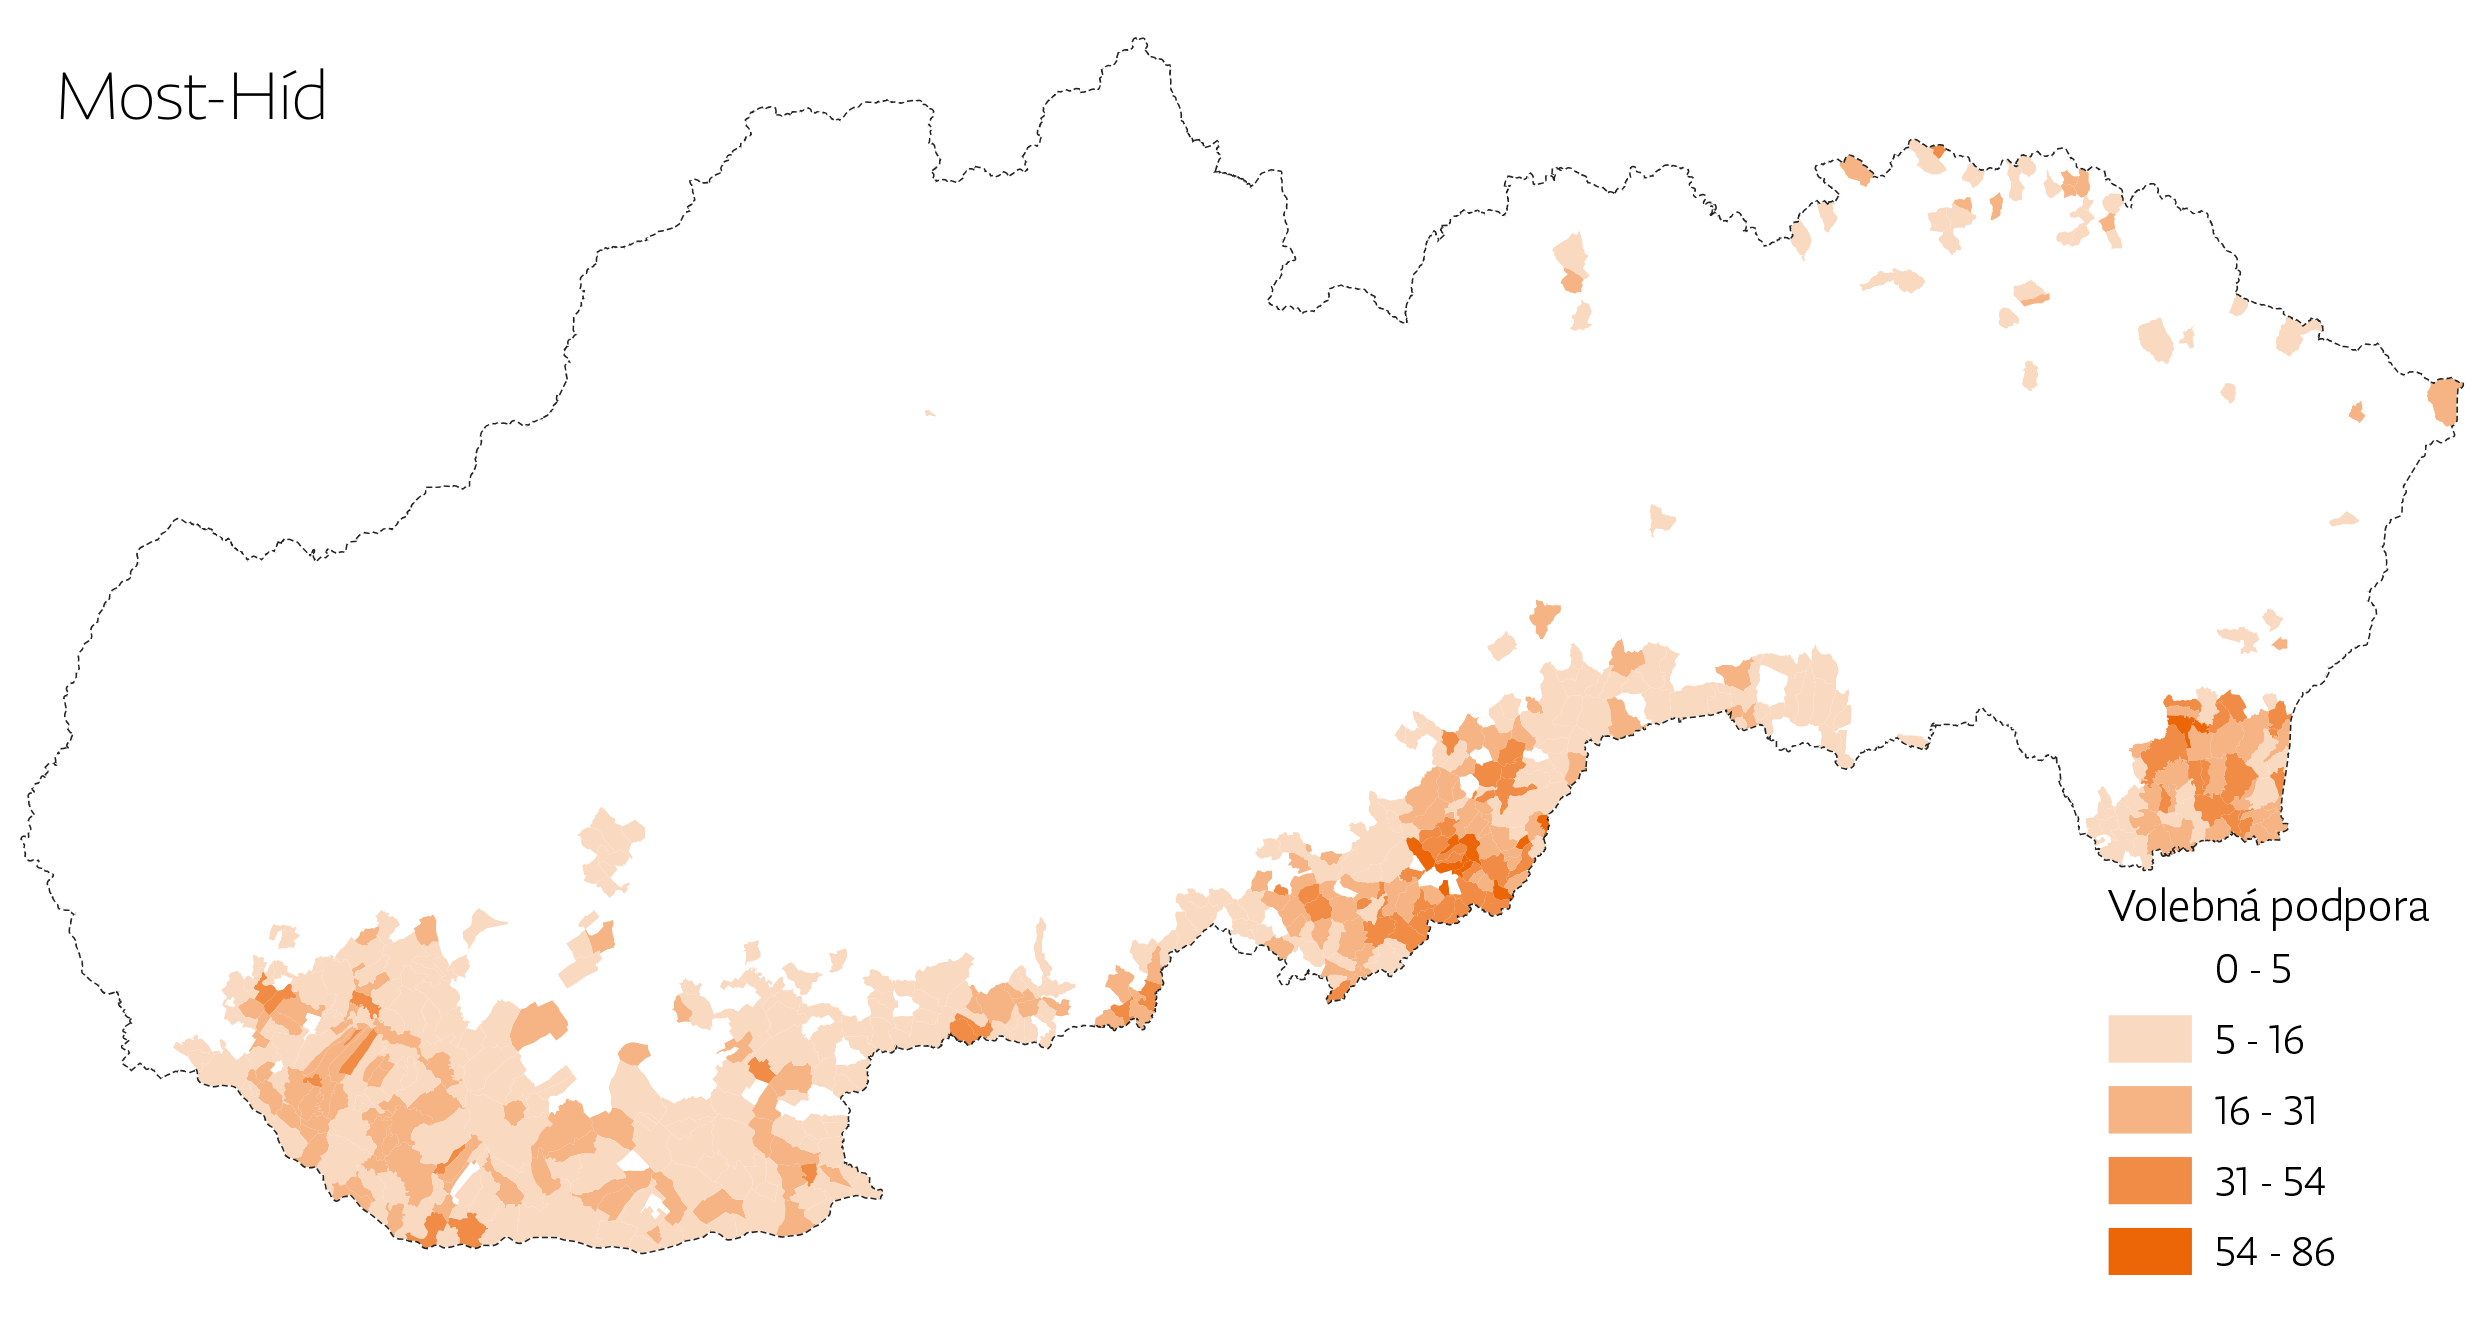 Most-Híd
Volebná podpora
0 - 5
5 - 16
16 - 31
31 - 54
54 - 86